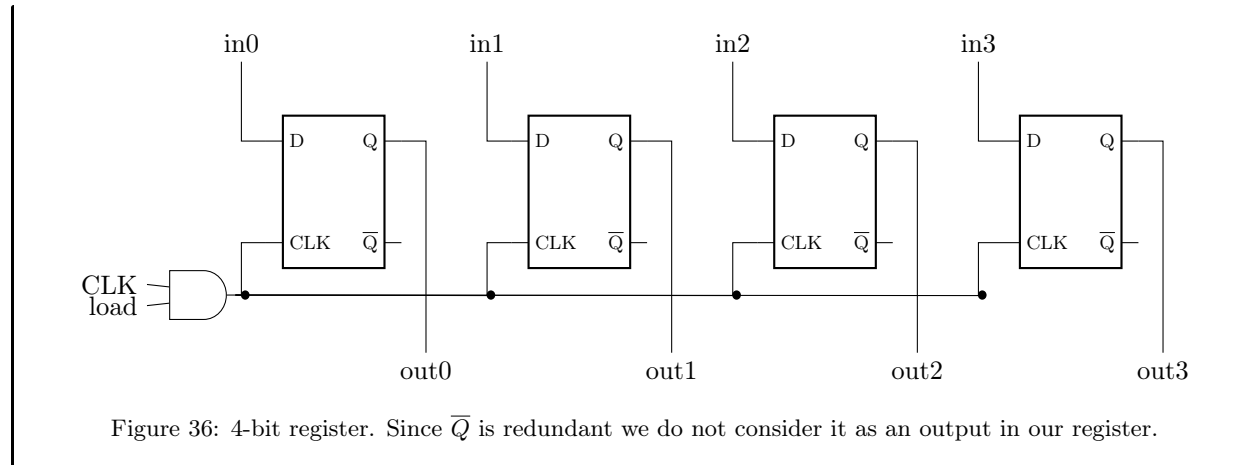 in0 in1 in2 in3
D Q D Q D Q D Q
CLK Q̅ CLK Q̅ CLK Q̅ CLK Q̅
CLK
load
out0 out1 out2 out3
Figure 36: 4-bit register. Since Q̅ is redundant we do not consider it as an output in our register.